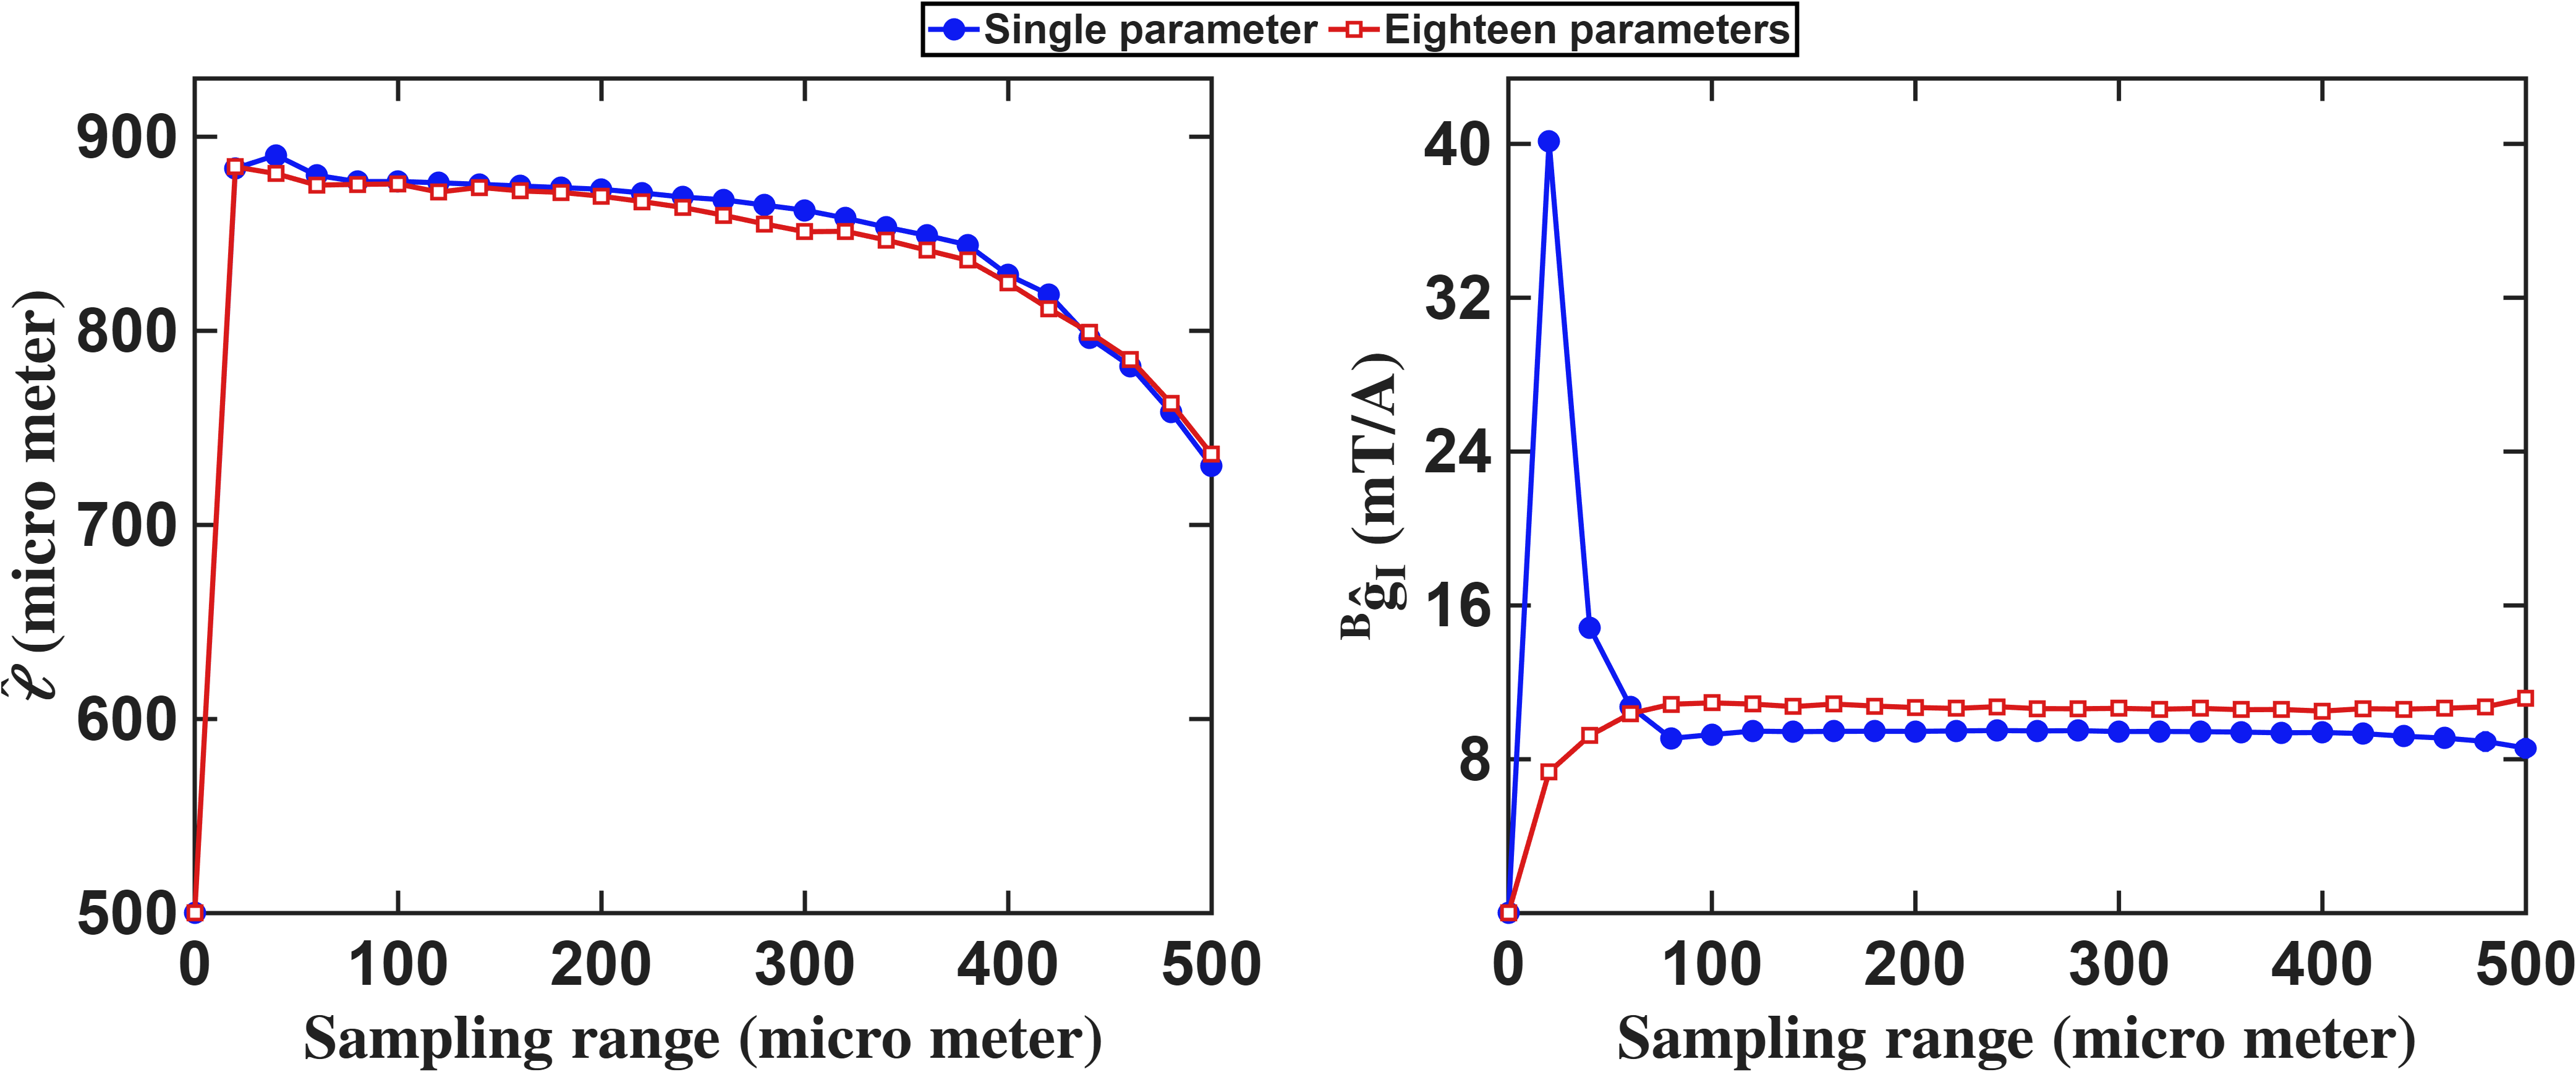 Single parameter Eighteen parameters
900
800
700
600
500
0 100 200 300 400 500
Sampling range (micro meter)
ℓ̂ (micro meter)
40
32
24
16
8
0 100 200 300 400 500
Sampling range (micro meter)
ᴮĝI (mT/A)